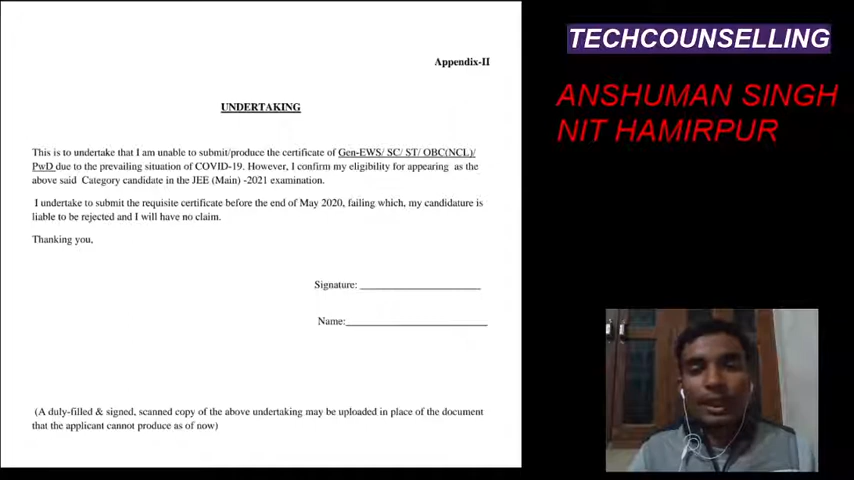 TECHCOUNSELLING
Appendix-II
ANSHUMAN SINGH
NIT HAMIRPUR
UNDERTAKING
This is to undertake that I am unable to submit/produce the certificate of Gen-EWS/ SC/ ST/ OBC(NCL)/
PwD due to the prevailing situation of COVID-19. However, I confirm my eligibility for appearing as the
above said Category candidate in the JEE (Main) -2021 examination.
I undertake to submit the requisite certificate before the end of May 2020, failing which, my candidature is
liable to be rejected and I will have no claim.
Thanking you,
Signature: ________________________
Name:____________________________
(A duly-filled & signed, scanned copy of the above undertaking may be uploaded in place of the document
that the applicant cannot produce as of now)